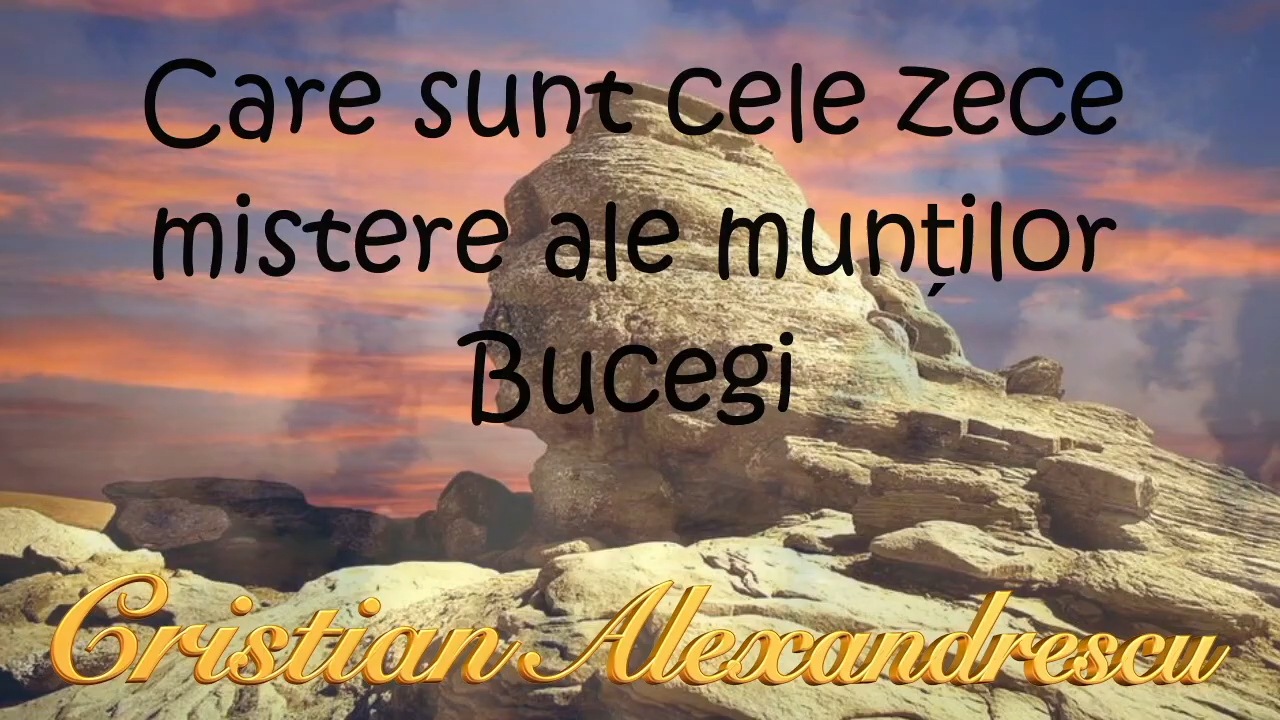 Care sunt cele zece
mistere ale munților
Bucegi
Cristian Alexandrescu